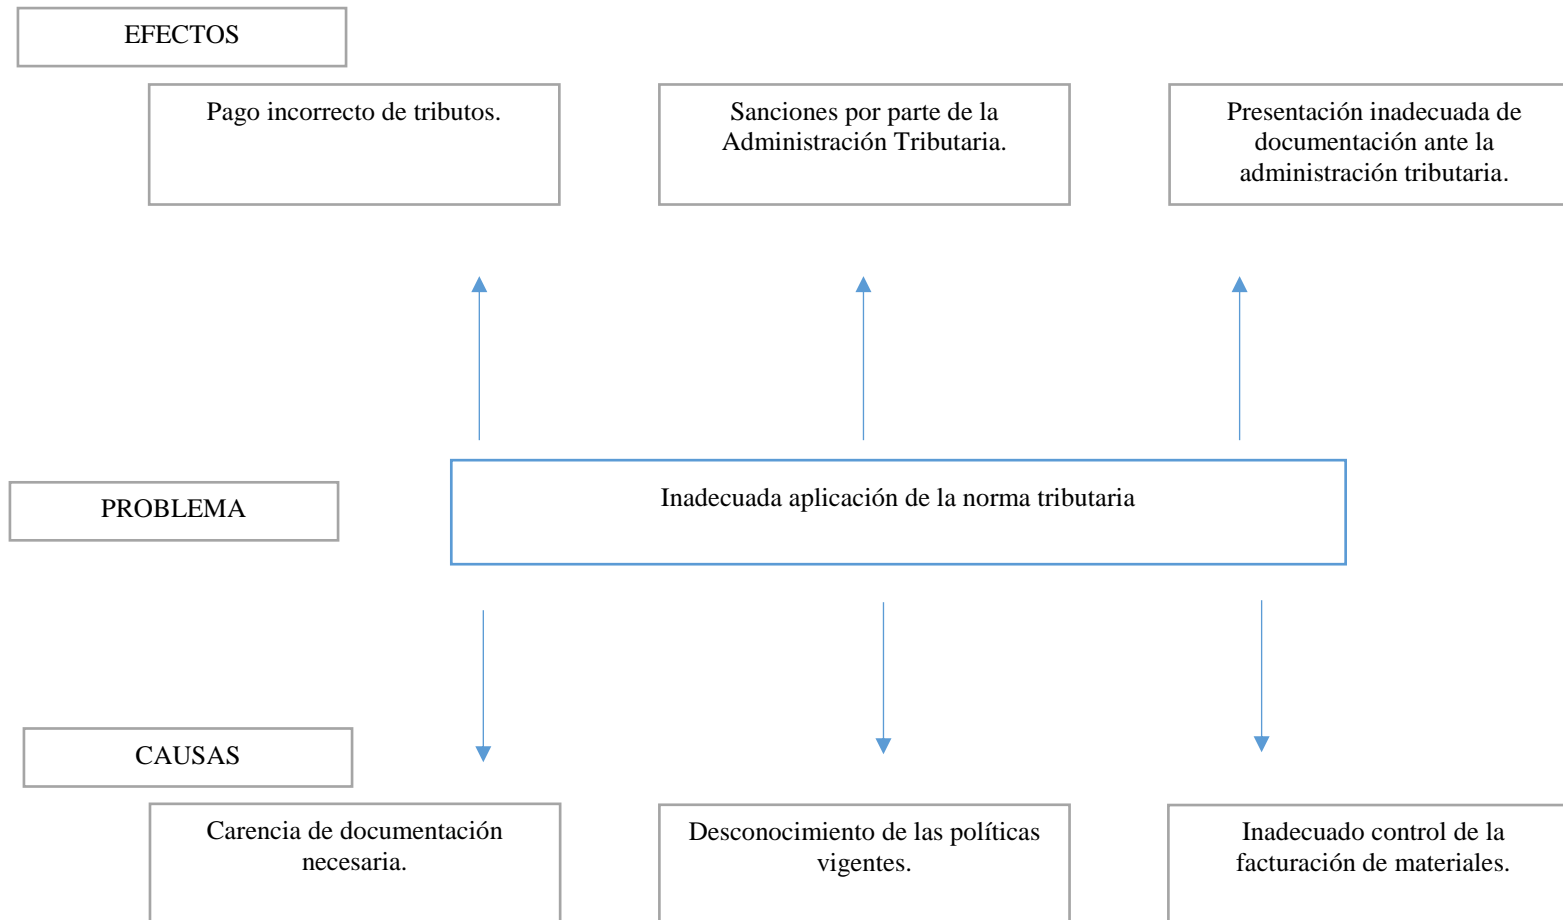 EFECTOS
Pago incorrecto de tributos.
Sanciones por parte de la
Administración Tributaria.
Presentación inadecuada de
documentación ante la
administración tributaria.
PROBLEMA
Inadecuada aplicación de la norma tributaria
CAUSAS
Carencia de documentación
necesaria.
Desconocimiento de las políticas
vigentes.
Inadecuado control de la
facturación de materiales.